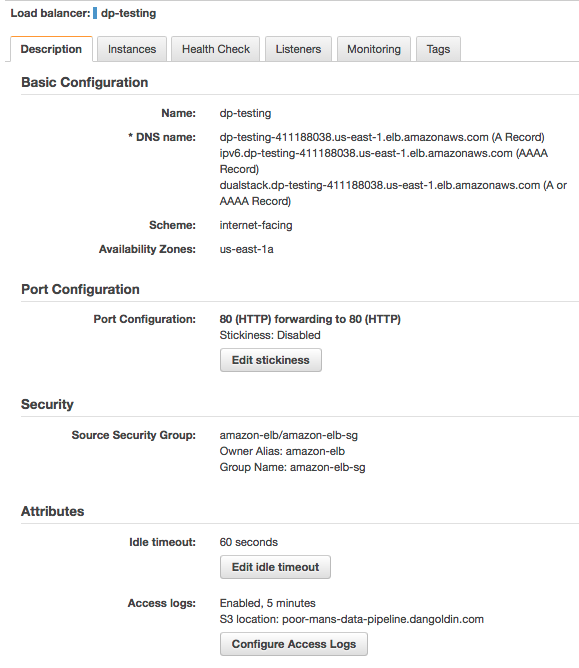 Load balancer: dp-testing
Description Instances Health Check Listeners Monitoring Tags
Basic Configuration
Name: dp-testing
* DNS name: dp-testing-411188038.us-east-1.elb.amazonaws.com (A Record)
ipv6.dp-testing-411188038.us-east-1.elb.amazonaws.com (AAAA
Record)
dualstack.dp-testing-411188038.us-east-1.elb.amazonaws.com (A or
AAAA Record)
Scheme: internet-facing
Availability Zones: us-east-1a
Port Configuration
Port Configuration: 80 (HTTP) forwarding to 80 (HTTP)
Stickiness: Disabled
Edit stickiness
Security
Source Security Group: amazon-elb/amazon-elb-sg
Owner Alias: amazon-elb
Group Name: amazon-elb-sg
Attributes
Idle timeout: 60 seconds
Edit idle timeout
Access logs: Enabled, 5 minutes
S3 location: poor-mans-data-pipeline.dangoldin.com
Configure Access Logs